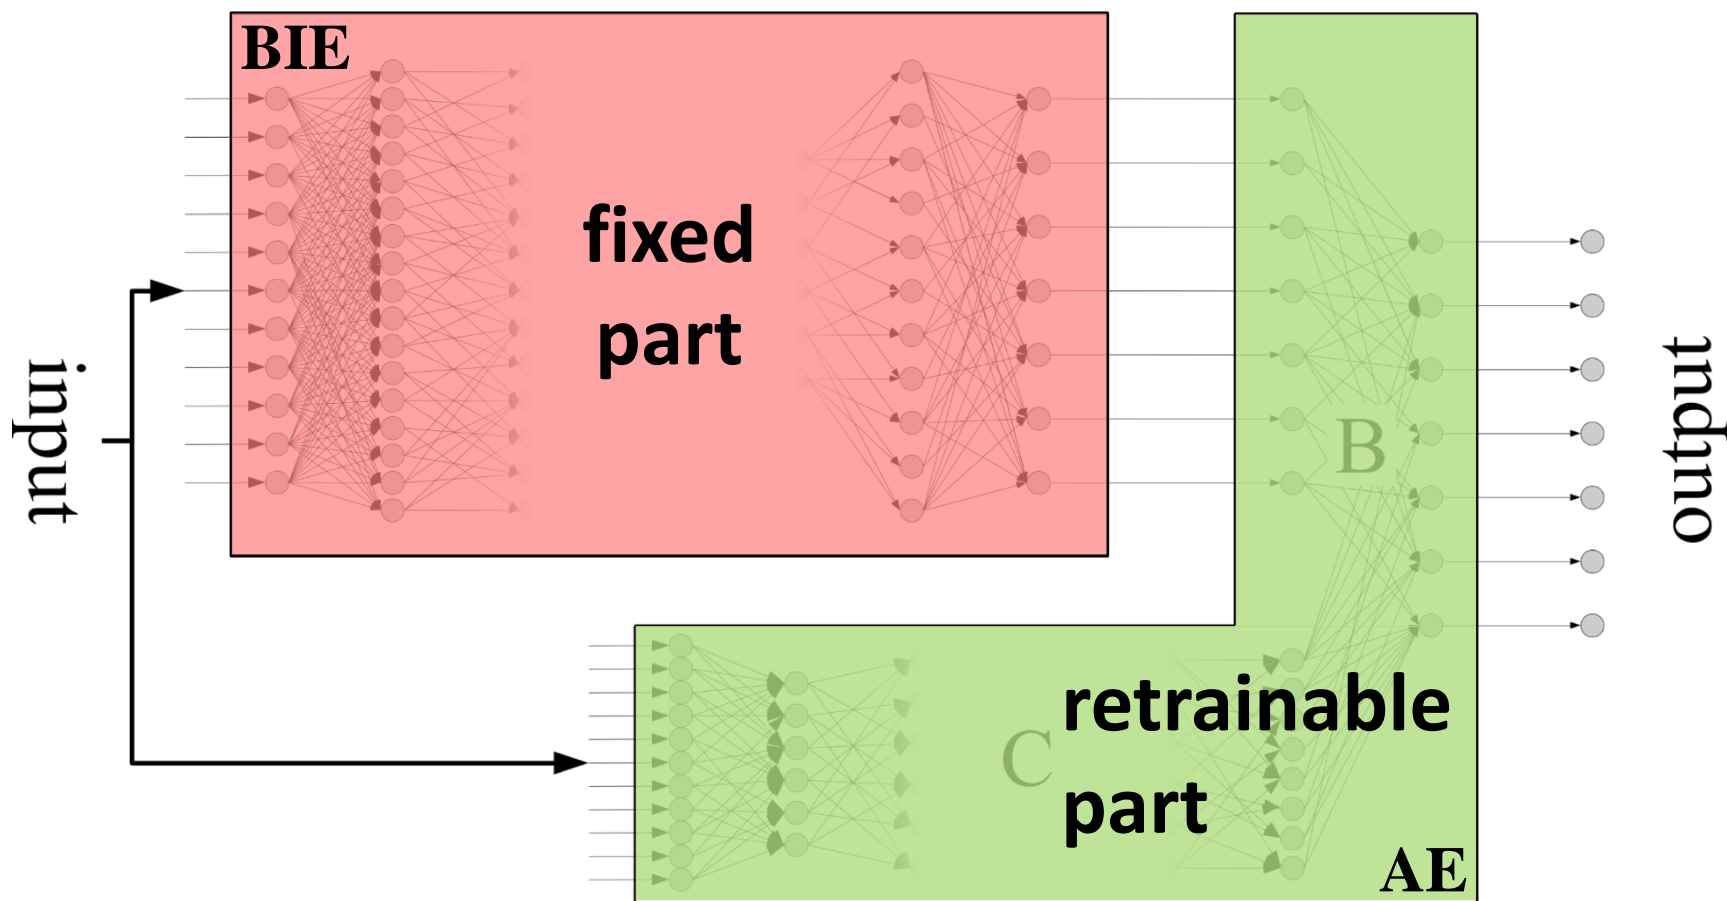 BIE
fixed
part
input
output
B
C
retrainable
part
AE